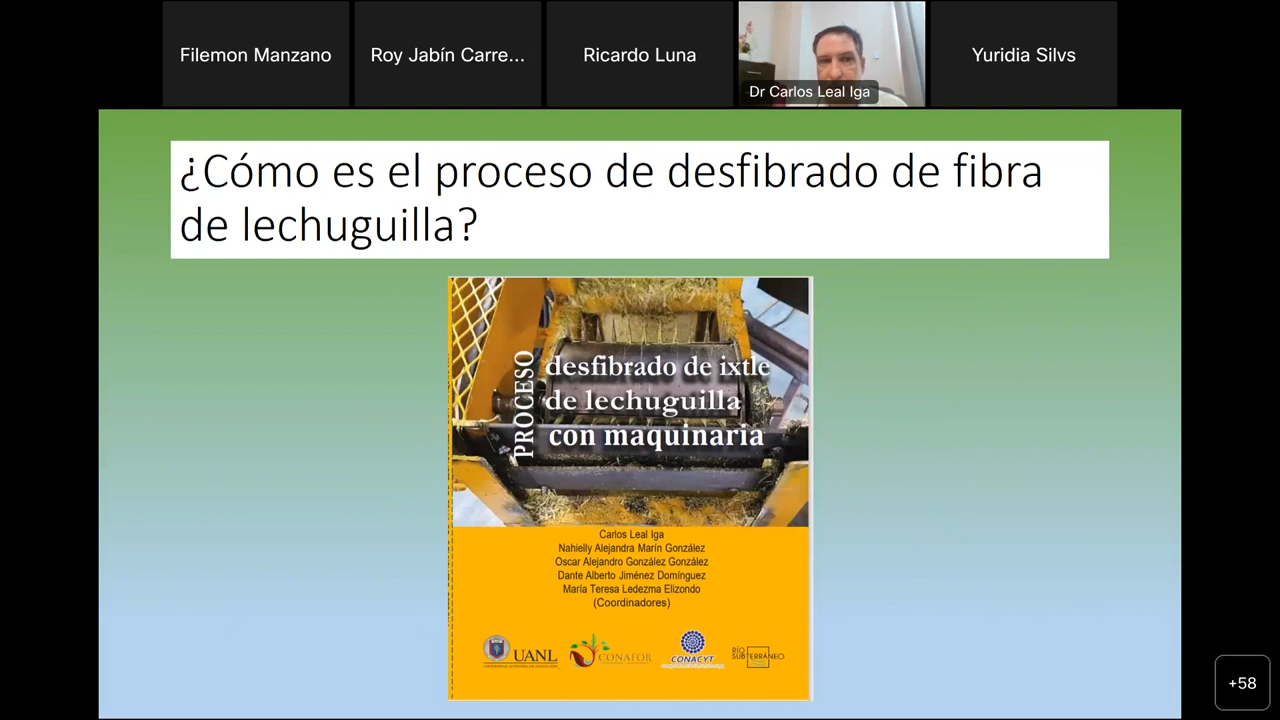 Filemon Manzano
Roy Jabín Carre...
Ricardo Luna
Dr Carlos Leal Iga
Yuridia Silvs
¿Cómo es el proceso de desfibrado de fibra
de lechuguilla?
PROCESO
desfibrado de ixtle
de lechuguilla
con maquinaria
Carlos Leal Iga
Nahielly Alejandra Marín González
Oscar Alejandro González González
Dante Alberto Jiménez Domínguez
María Teresa Ledezma Elizondo
(Coordinadores)
UANL
CONAFOR
CONACYT
RÍO
SUBTERRÁNEO
+58